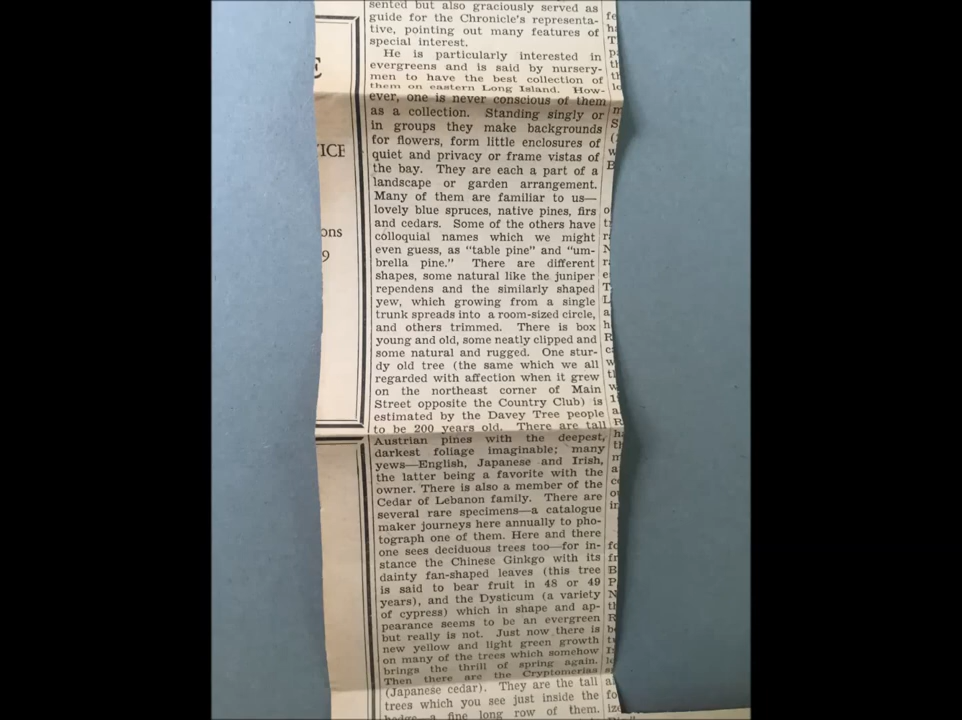 sented but also graciously served as
guide for the Chronicle's representa-
tive, pointing out many features of
special interest.
He is particularly interested in
evergreens and is said by nursery-
men to have the best collection of
them on eastern Long Island. How-
ever, one is never conscious of them
as a collection. Standing singly or
in groups they make backgrounds
for flowers, form little enclosures of
quiet and privacy or frame vistas of
the bay. They are each a part of a
landscape or garden arrangement.
Many of them are familiar to us—
lovely blue spruces, native pines, firs
and cedars. Some of the others have
colloquial names which we might
even guess, as "table pine" and "um-
brella pine." There are different
shapes, some natural like the juniper
rependens and the similarly shaped
yew, which growing from a single
trunk spreads into a room-sized circle,
and others trimmed. There is box
young and old, some neatly clipped and
some natural and rugged. One stur-
dy old tree (the same which we all
regarded with affection when it grew
on the northeast corner of Main
Street opposite the Country Club) is
estimated by the Davey Tree people
to be 200 years old. There are tall
Austrian pines with the deepest,
darkest foliage imaginable; many
yews—English, Japanese and Irish,
the latter being a favorite with the
owner. There is also a member of the
Cedar of Lebanon family. There are
several rare specimens—a catalogue
maker journeys here annually to pho-
tograph one of them. Here and there
one sees deciduous trees too—for in-
stance the Chinese Ginkgo with its
dainty fan-shaped leaves (this tree
is said to bear fruit in 48 or 49
years), and the Dysticum (a variety
of cypress) which in shape and ap-
pearance seems to be an evergreen
but really is not. Just now there is
new yellow and light green growth
on many of the trees which somehow
brings the thrill of spring again.
Then there are the Cryptomerias
(Japanese cedar). They are the tall
trees which you see just inside the
hedge—a fine long row of them.
E
ICE
ons
9